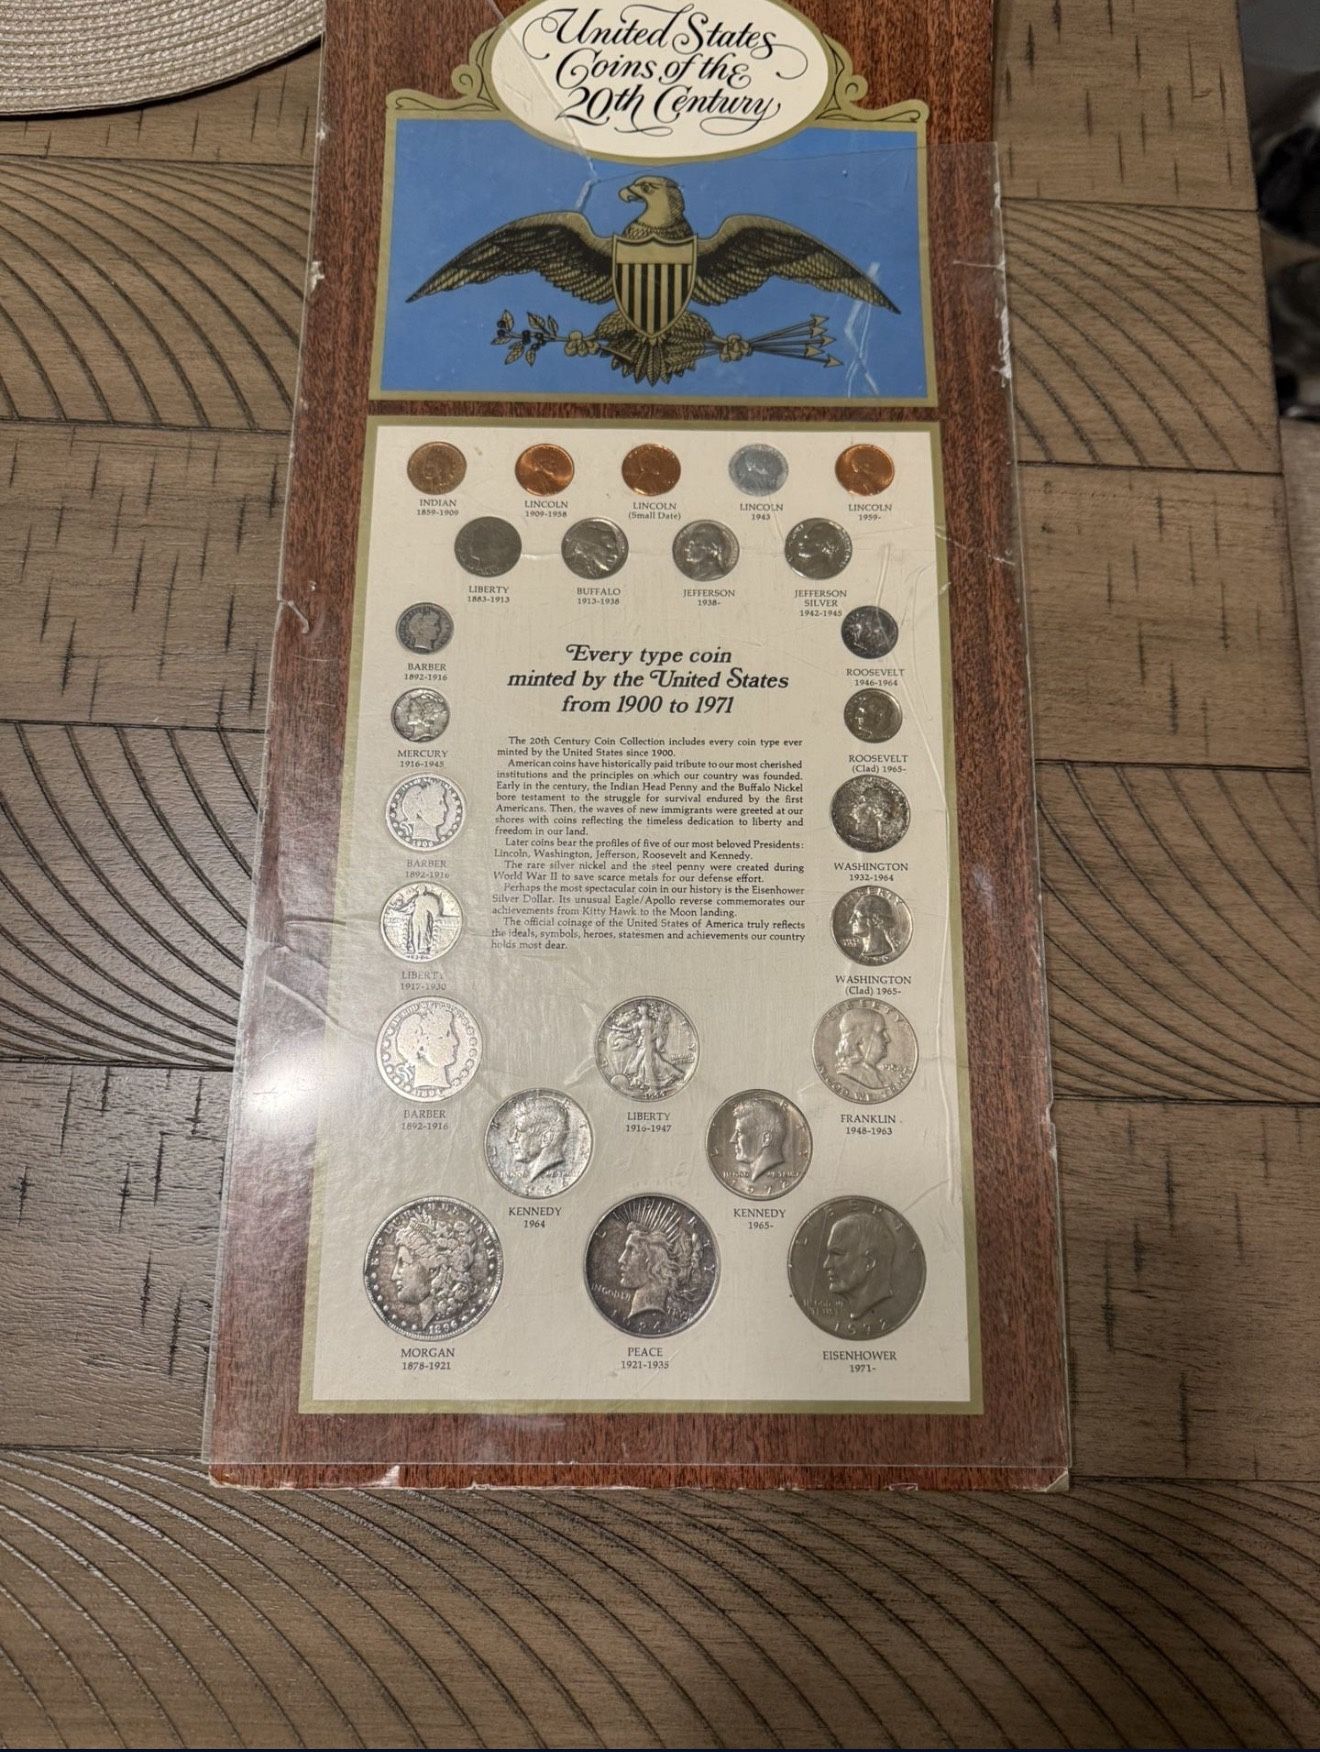 United States
Coins of the
20th Century
INDIAN
1859-1909
LINCOLN
1909-1958
LINCOLN
(Small Date)
LINCOLN
1943
LINCOLN
1959-
LIBERTY
1883-1913
BUFFALO
1913-1938
JEFFERSON
1938-
JEFFERSON
SILVER
1942-1945
BARBER
1892-1916
ROOSEVELT
1946-1964
Every type coin
minted by the United States
from 1900 to 1971
MERCURY
1916-1945
ROOSEVELT
(Clad) 1965-
The 20th Century Coin Collection includes every coin type ever
minted by the United States since 1900.
American coins have historically paid tribute to our most cherished
institutions and the principles on which our country was founded.
Early in the century, the Indian Head Penny and the Buffalo Nickel
bore testament to the struggle for survival endured by the first
Americans. Then, the waves of new immigrants were greeted at our
shores with coins reflecting the timeless dedication to liberty and
freedom in our land.
Later coins bear the profiles of five of our most beloved Presidents:
Lincoln, Washington, Jefferson, Roosevelt and Kennedy.
The rare silver nickel and the steel penny were created during
World War II to save scarce metals for our defense effort.
Perhaps the most spectacular coin in our history is the Eisenhower
Silver Dollar. Its unusual Eagle/Apollo reverse commemorates our
achievements from Kitty Hawk to the Moon landing.
The official coinage of the United States of America truly reflects
the ideals, symbols, heroes, statesmen and achievements our country
holds most dear.
BARBER
1892-1916
WASHINGTON
1932-1964
LIBERTY
1917-1930
LIBERTY
WASHINGTON
(Clad) 1965-
BARBER
1892-1916
LIBERTY
1916-1947
LIBERTY
FRANKLIN
1948-1963
KENNEDY
1964
KENNEDY
1965-
1896
MORGAN
1878-1921
PEACE
1921-1935
1972
EISENHOWER
1971-